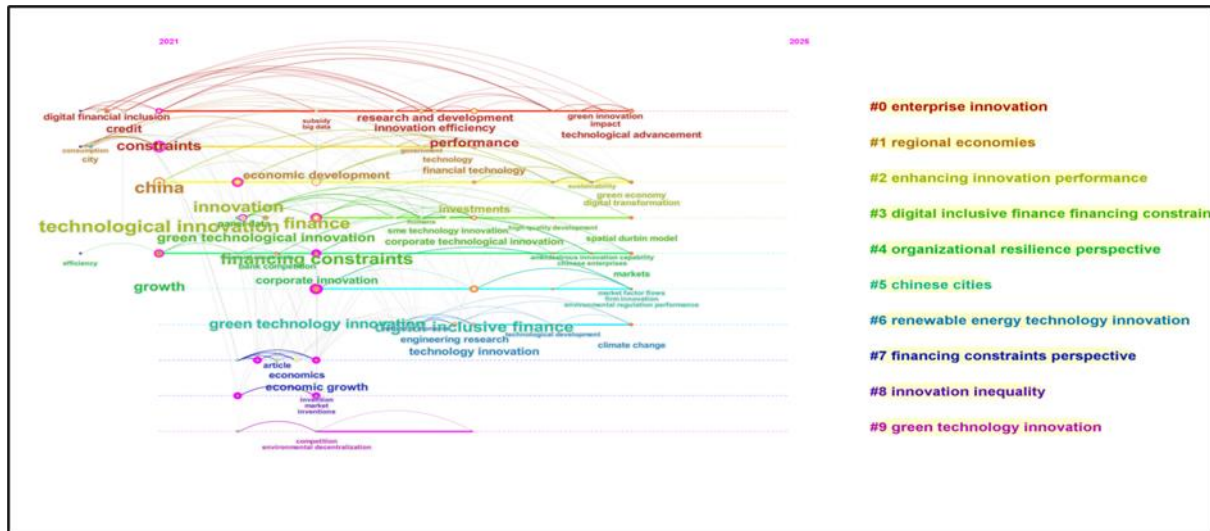 2021
2025
digital financial inclusion
credit
subsidy
big data
research and development
innovation efficiency
green innovation
impact
technological advancement
#0 enterprise innovation
consumption
city
constraints
government
performance
technology
financial technology
#1 regional economies
china
economic development
sustainability
green economy
digital transformation
#2 enhancing innovation performance
innovation
panel data
technological innovation
finance
investments
sme technology innovation
high-quality development
#3 digital inclusive finance financing constrain
green technological innovation
corporate technological innovation
spatial durbin model
efficiency
bank competition
financing constraints
ambidextrous innovation capability
chinese enterprises
#4 organizational resilience perspective
growth
corporate innovation
markets
market factor flows
firm innovation
environmental regulation performance
#5 chinese cities
green technology innovation
inclusive finance
engineering research
technological development
technology innovation
climate change
#6 renewable energy technology innovation
article
economics
economic growth
#7 financing constraints perspective
invention
market
inventions
#8 innovation inequality
competition
environmental decentralisation
#9 green technology innovation